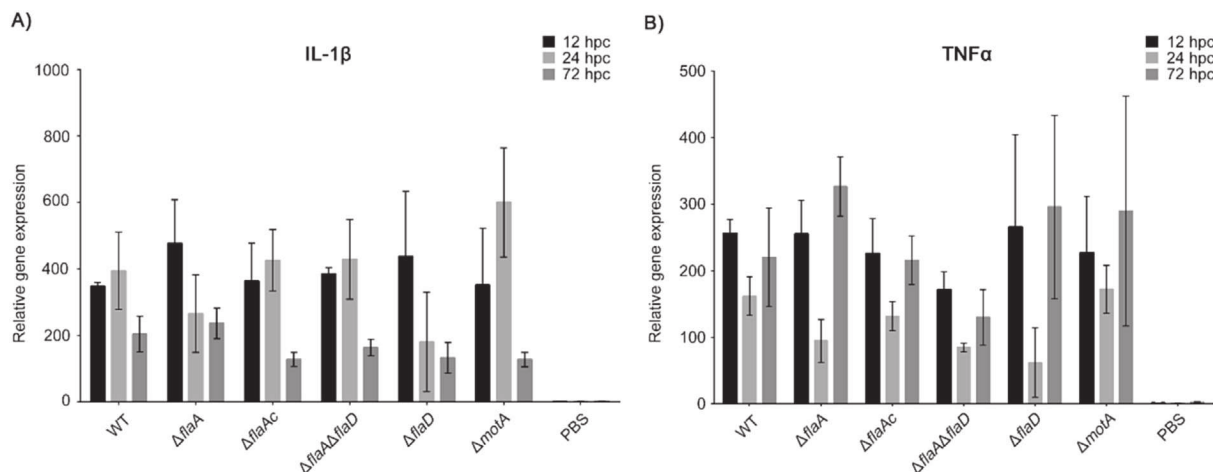 A)
IL-1β
12 hpc
24 hpc
72 hpc
Relative gene expression
1000
800
600
400
200
0
WT
ΔflaA
ΔflaAc
ΔflaAΔflaD
ΔflaD
ΔmotA
PBS
B)
TNFα
12 hpc
24 hpc
72 hpc
Relative gene expression
500
400
300
200
100
0
WT
ΔflaA
ΔflaAc
ΔflaAΔflaD
ΔflaD
ΔmotA
PBS